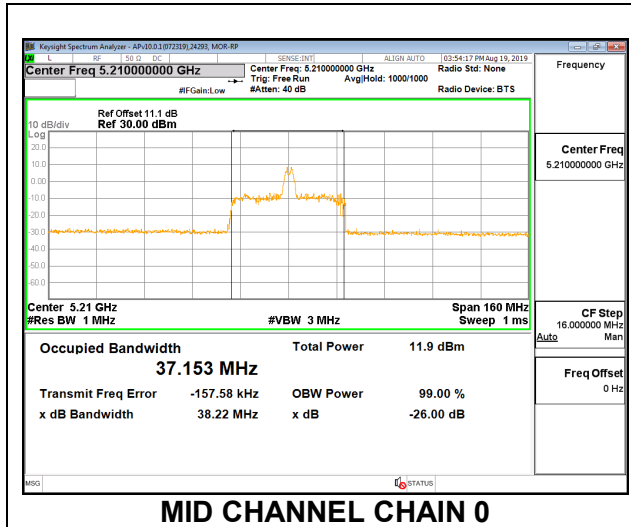 Keysight Spectrum Analyzer - APv10.0.1(072319),24293, MOR-RP
L RF 50 Ω DC SENSE:INT ALIGN AUTO 03:54:17 PM Aug 19, 2019
Center Freq 5.210000000 GHz
Center Freq: 5.210000000 GHz
Radio Std: None
Trig: Free Run Avg|Hold: 1000/1000
#IFGain:Low #Atten: 40 dB Radio Device: BTS
Frequency
Ref Offset 11.1 dB
10 dB/div Ref 30.00 dBm
Log
20.0
10.0
0.00
-10.0
-20.0
-30.0
-40.0
-50.0
-60.0
Center Freq
5.210000000 GHz
Center 5.21 GHz Span 160 MHz
#Res BW 1 MHz #VBW 3 MHz Sweep 1 ms
CF Step
16.000000 MHz
Auto Man
Occupied Bandwidth Total Power 11.9 dBm
37.153 MHz
Transmit Freq Error -157.58 kHz OBW Power 99.00 %
x dB Bandwidth 38.22 MHz x dB -26.00 dB
Freq Offset
0 Hz
MSG STATUS
MID CHANNEL CHAIN 0